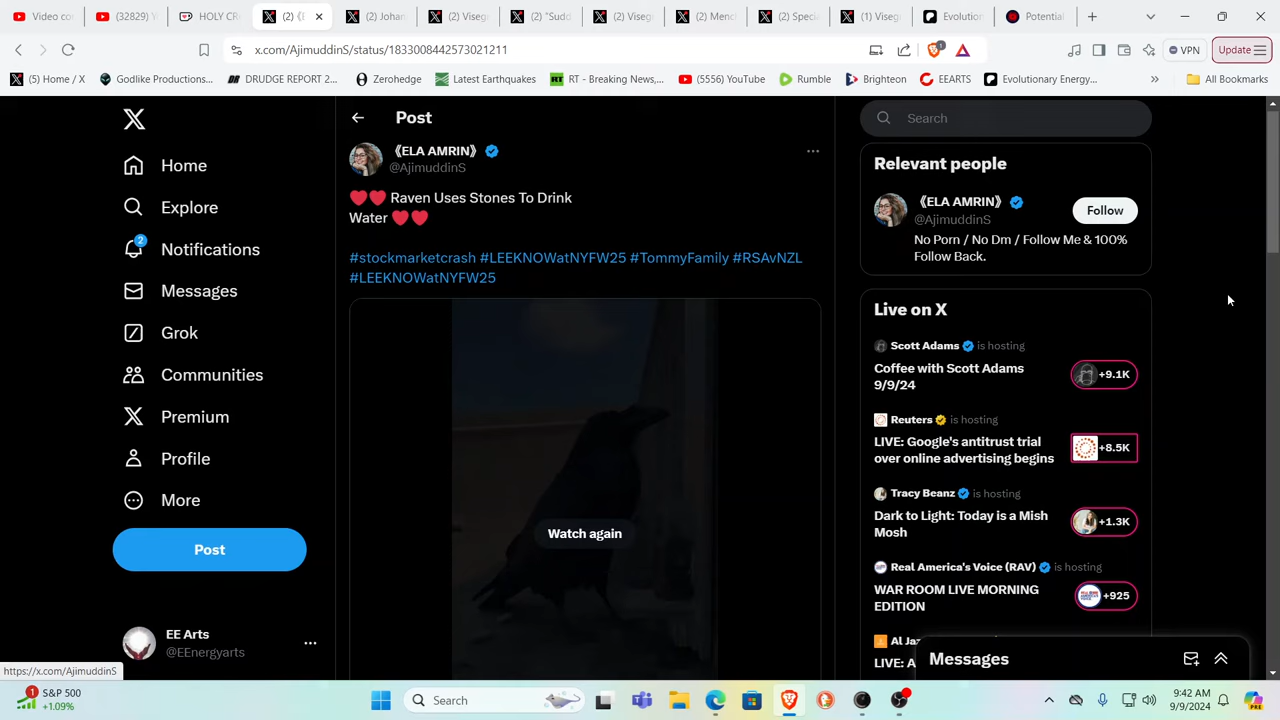 Video co
(32829) Y
HOLY CR
(2) 《E
(2) Johan
(2) Viseg
(2) "Sudd
(2) Viseg
(2) Menc
(2) Speci
(1) Viseg
Evolution
Potential
x.com/AjimuddinS/status/1833008442573021211
1
VPN
Update
(5) Home / X
Godlike Productions...
DRUDGE REPORT 2...
Zerohedge
Latest Earthquakes
RT - Breaking News,...
(5556) YouTube
Rumble
Brighteon
EEARTS
Evolutionary Energy...
All Bookmarks
Home
Explore
2
Notifications
Messages
Grok
Communities
Premium
Profile
More
Post
EE Arts
@EEnergyarts
https://x.com/AjimuddinS
Post
《ELA AMRIN》
@AjimuddinS
❤️❤️ Raven Uses Stones To Drink
Water ❤️❤️
#stockmarketcrash #LEEKNOWatNYFW25 #TommyFamily #RSAvNZL
#LEEKNOWatNYFW25
Watch again
Search
Relevant people
《ELA AMRIN》
@AjimuddinS
Follow
No Porn / No Dm / Follow Me & 100%
Follow Back.
Live on X
Scott Adams is hosting
Coffee with Scott Adams
9/9/24
+9.1K
Reuters is hosting
LIVE: Google's antitrust trial
over online advertising begins
+8.5K
Tracy Beanz is hosting
Dark to Light: Today is a Mish
Mosh
+1.3K
Real America's Voice (RAV) is hosting
WAR ROOM LIVE MORNING
EDITION
+925
Al Jaz
LIVE: A
Messages
1
S&P 500
+1.09%
Search
9:42 AM
9/9/2024
PRE